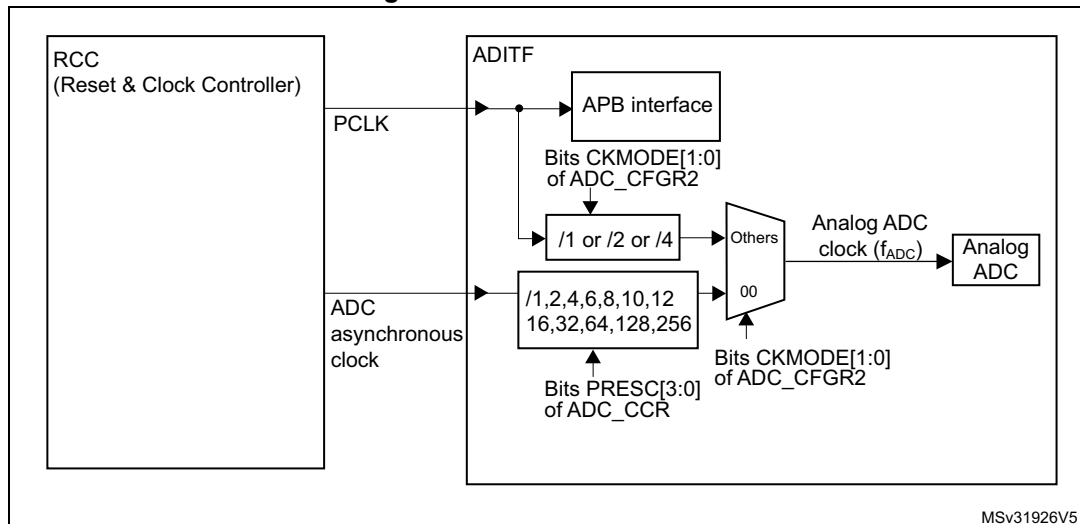 RCC
(Reset & Clock Controller)
ADITF
APB interface
PCLK
Bits CKMODE[1:0]
of ADC_CFGR2
/1 or /2 or /4
Others
00
Analog ADC
clock (fADC)
Analog
ADC
ADC
asynchronous
clock
/1,2,4,6,8,10,12
16,32,64,128,256
Bits CKMODE[1:0]
of ADC_CFGR2
Bits PRESC[3:0]
of ADC_CCR
MSv31926V5